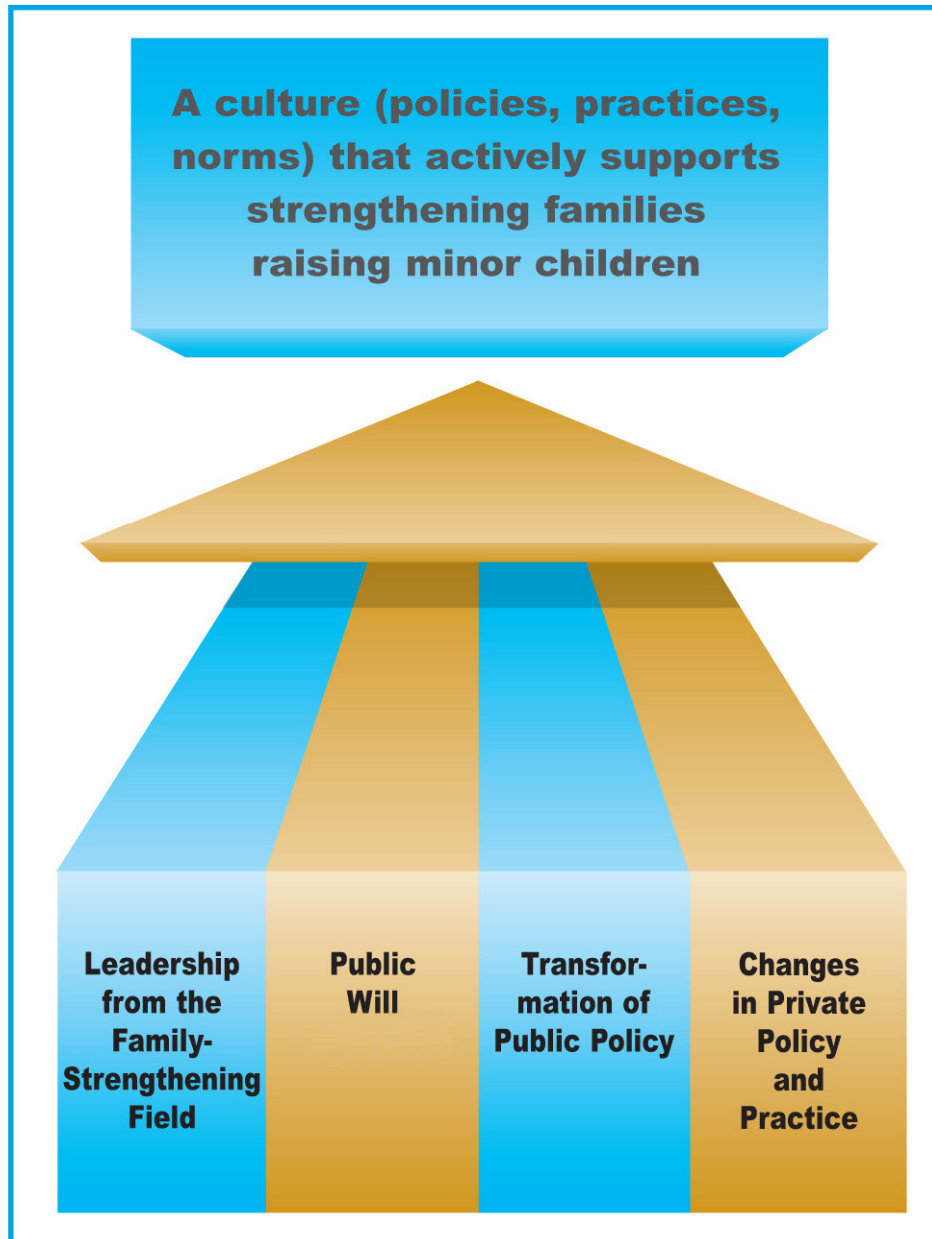 A culture (policies, practices,
norms) that actively supports
strengthening families
raising minor children
Leadership
from the
Family-
Strengthening
Field
Public
Will
Transfor-
mation of
Public Policy
Changes
in Private
Policy
and
Practice